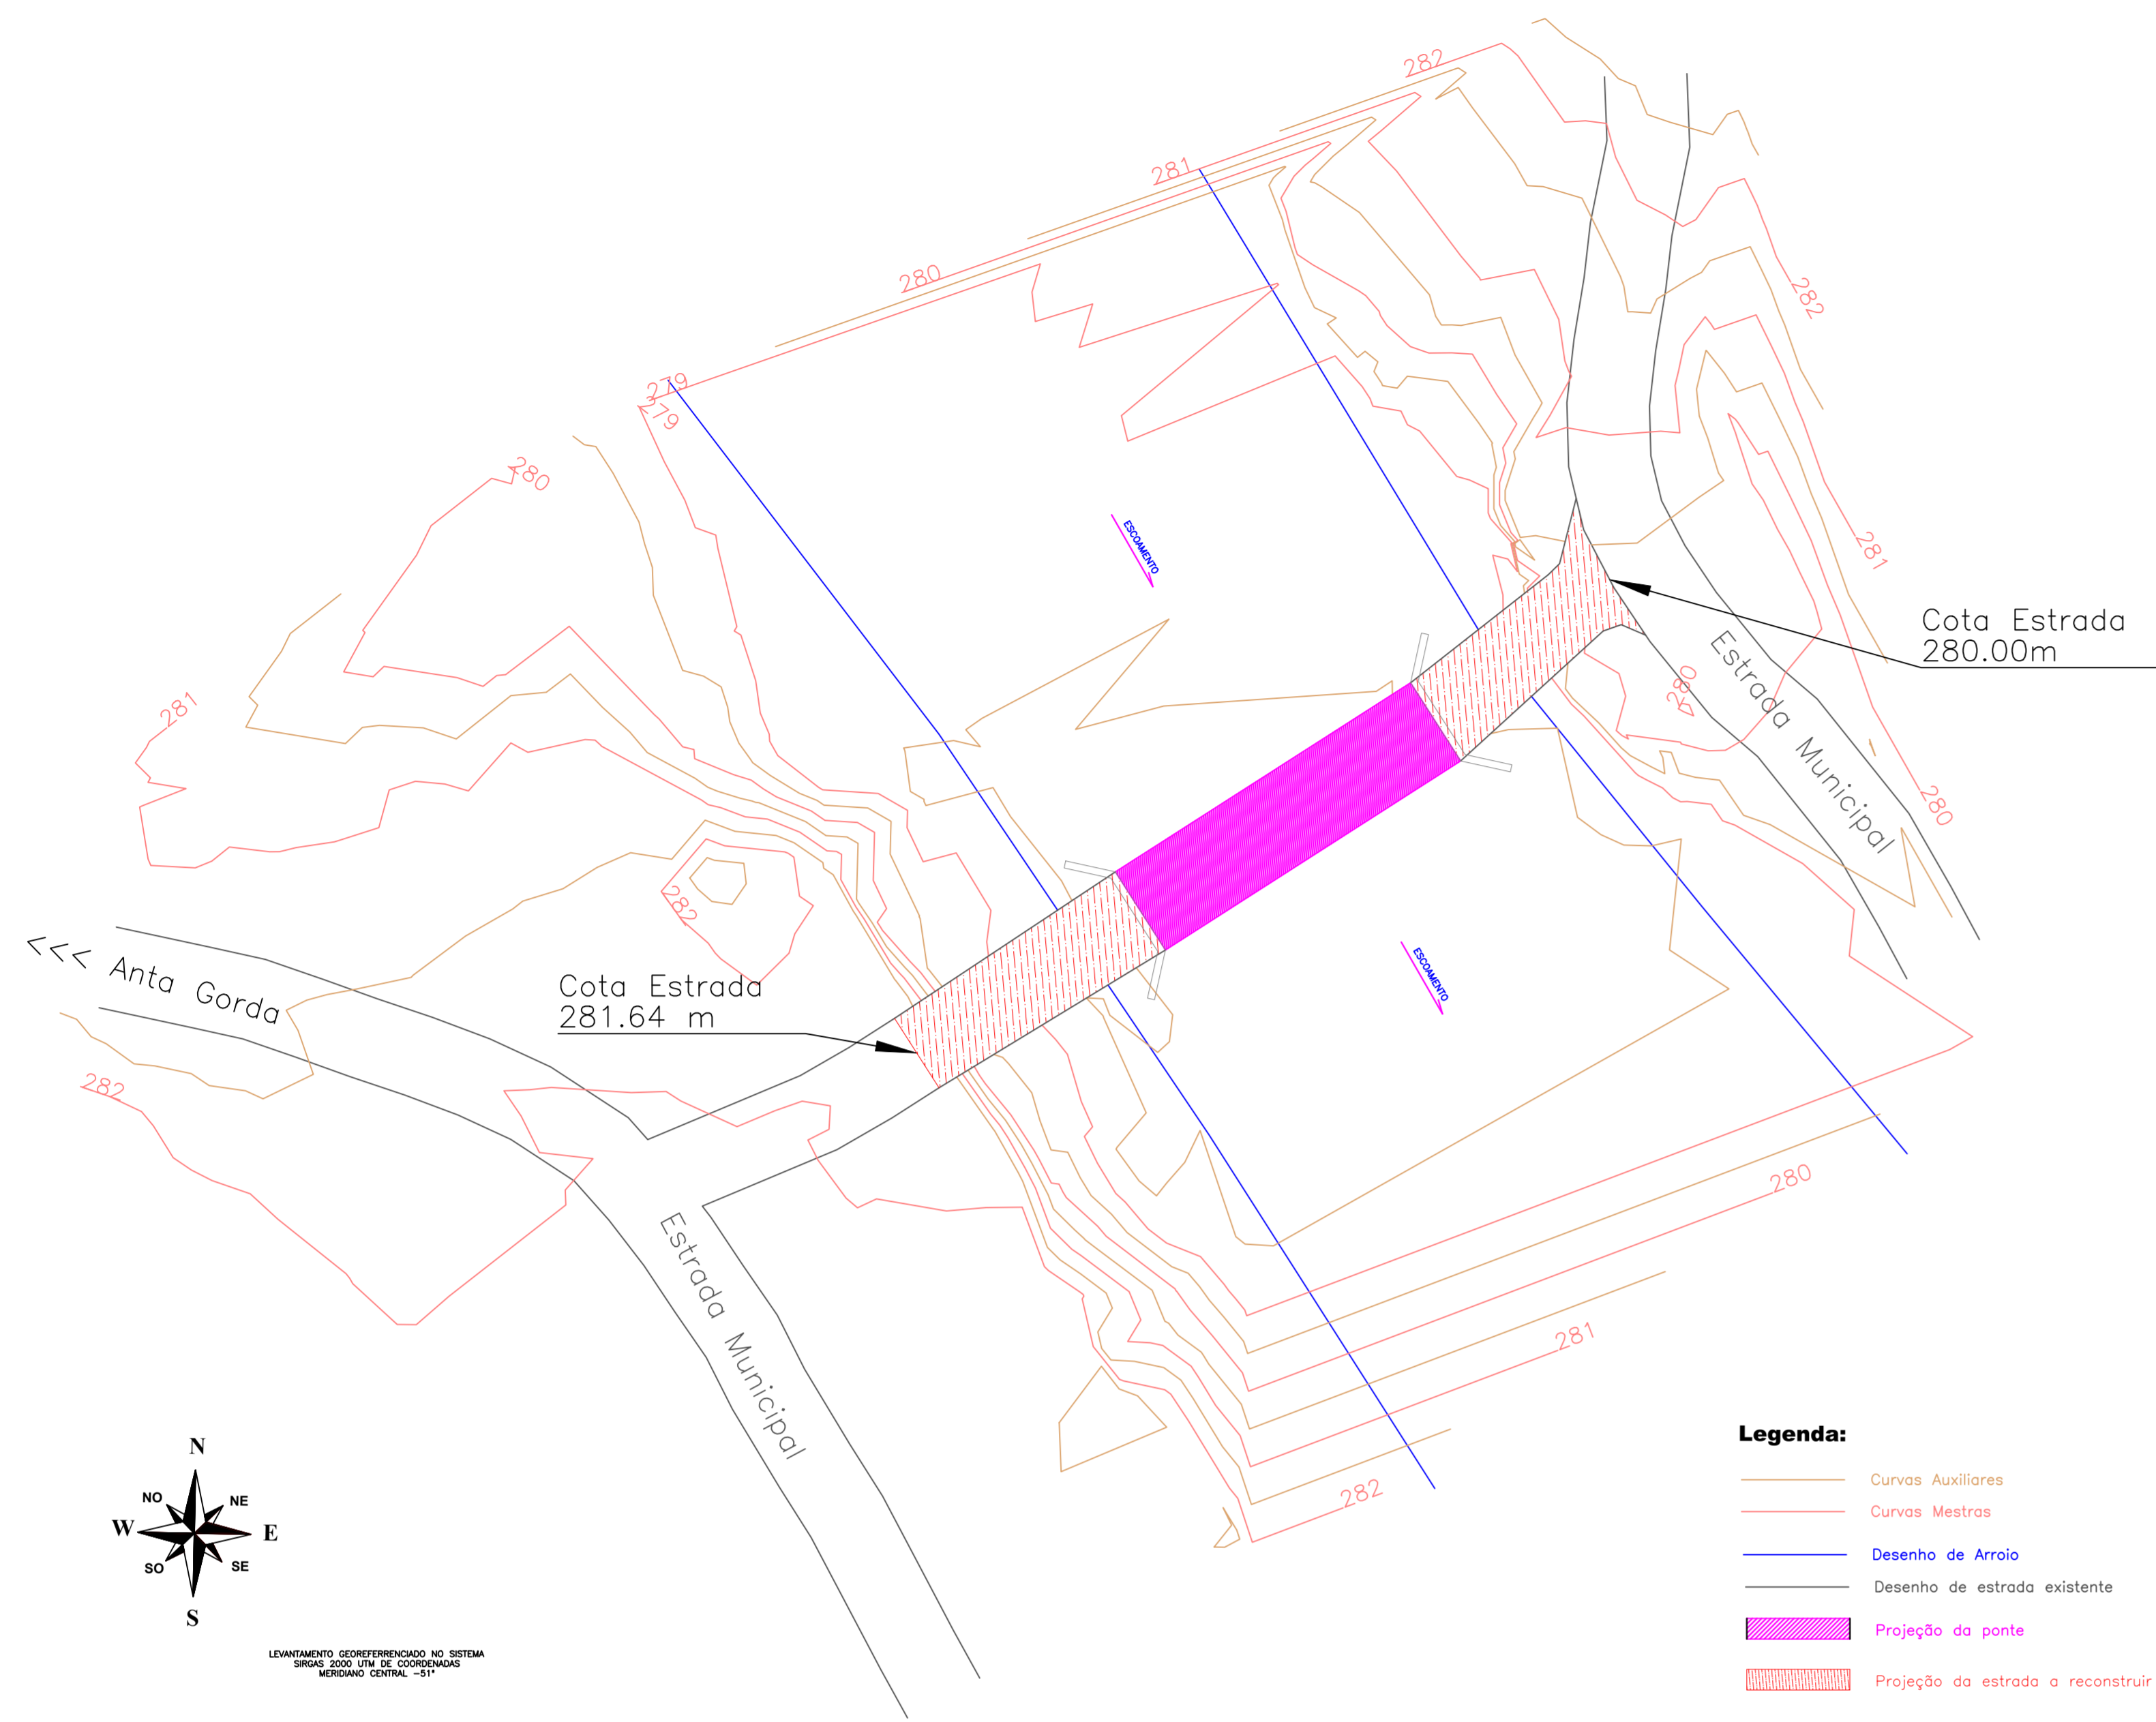 282
281
280
279
279
280
282
281
281
282
280
280
282
280
281
282
ESCOAMENTO
ESCOAMENTO
Cota Estrada
280.00m
Estrada Municipal
<<< Anta Gorda
Cota Estrada
281.64 m
Estrada Municipal
N
NO
NE
W
E
SO
SE
S
LEVANTAMENTO GEOREFERRENCIADO NO SISTEMA
SIRGAS 2000 UTM DE COORDENADAS
MERIDIANO CENTRAL -51°
Legenda:
Curvas Auxiliares
Curvas Mestras
Desenho de Arroio
Desenho de estrada existente
Projeção da ponte
Projeção da estrada a reconstruir